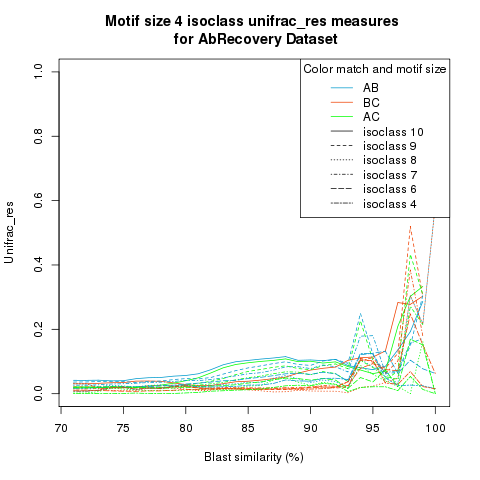 Motif size 4 isoclass unifrac_res measures
for AbRecovery Dataset
Color match and motif size
AB
BC
AC
isoclass 10
isoclass 9
isoclass 8
isoclass 7
isoclass 6
isoclass 4
Unifrac_res
1.0
0.8
0.6
0.4
0.2
0.0
70 75 80 85 90 95 100
Blast similarity (%)